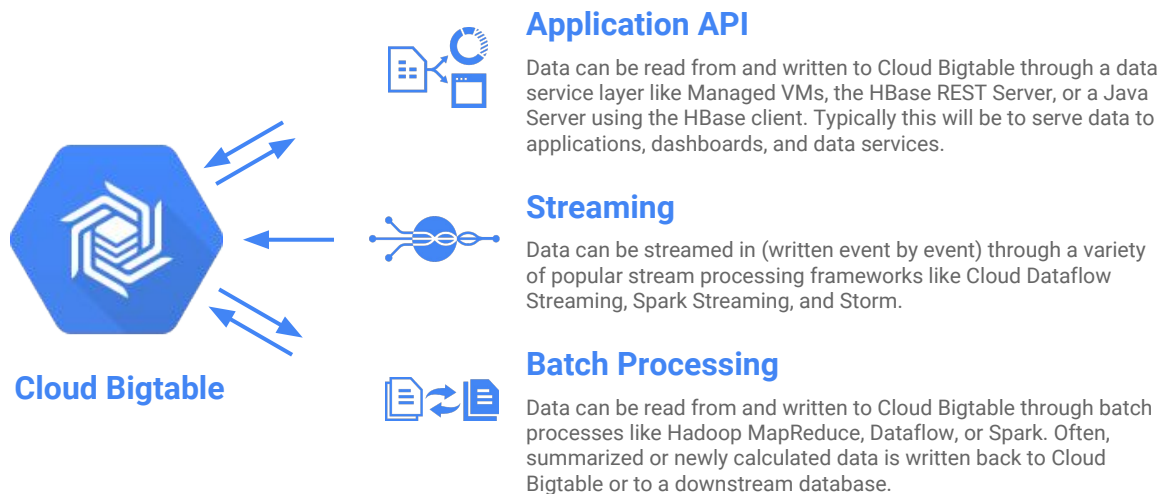 Application API
Data can be read from and written to Cloud Bigtable through a data
service layer like Managed VMs, the HBase REST Server, or a Java
Server using the HBase client. Typically this will be to serve data to
applications, dashboards, and data services.
Streaming
Data can be streamed in (written event by event) through a variety
of popular stream processing frameworks like Cloud Dataflow
Streaming, Spark Streaming, and Storm.
Cloud Bigtable
Batch Processing
Data can be read from and written to Cloud Bigtable through batch
processes like Hadoop MapReduce, Dataflow, or Spark. Often,
summarized or newly calculated data is written back to Cloud
Bigtable or to a downstream database.